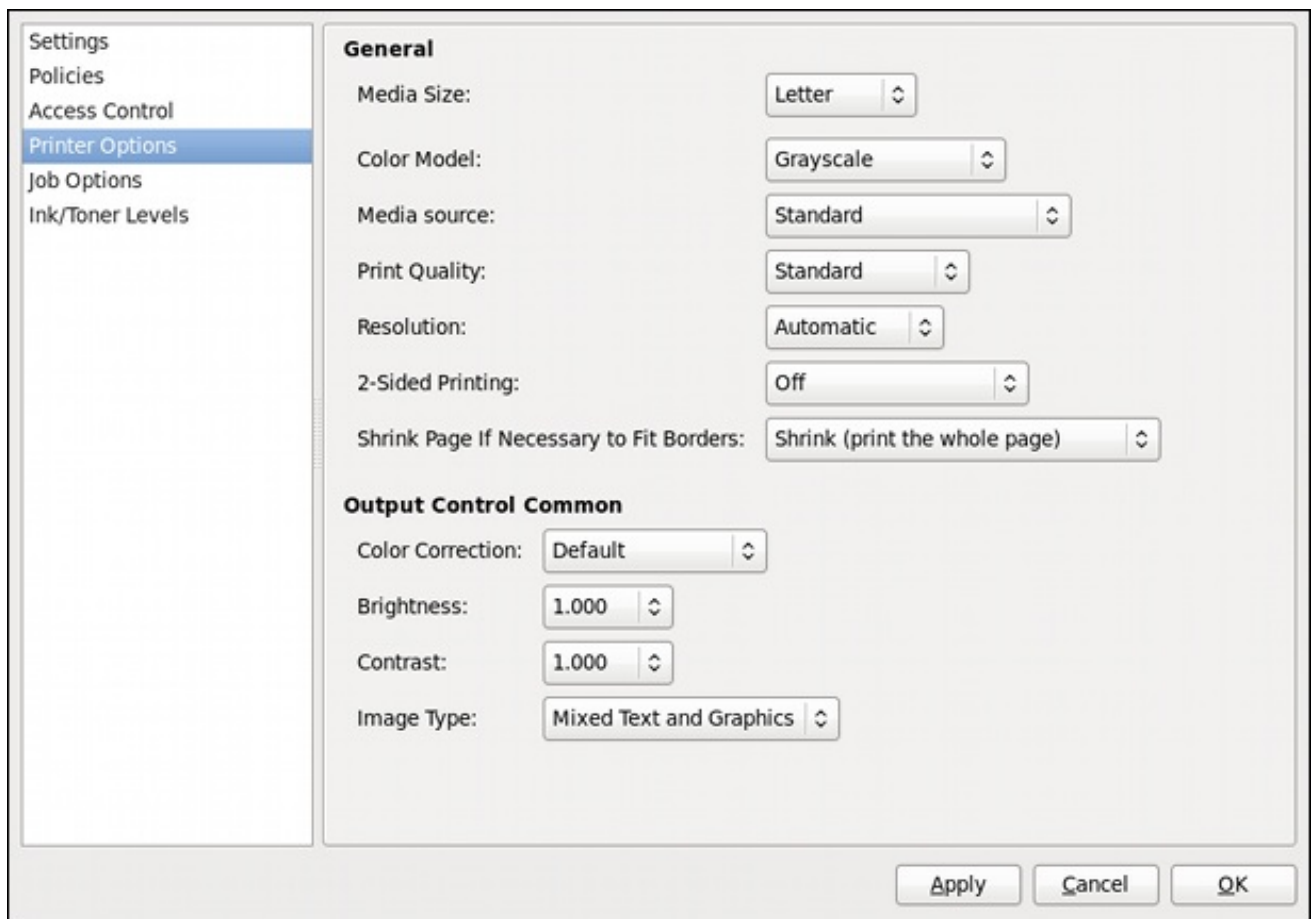 Settings
Policies
Access Control
Printer Options
Job Options
Ink/Toner Levels
General
Media Size: Letter
Color Model: Grayscale
Media source: Standard
Print Quality: Standard
Resolution: Automatic
2-Sided Printing: Off
Shrink Page If Necessary to Fit Borders: Shrink (print the whole page)
Output Control Common
Color Correction: Default
Brightness: 1.000
Contrast: 1.000
Image Type: Mixed Text and Graphics
Apply Cancel OK